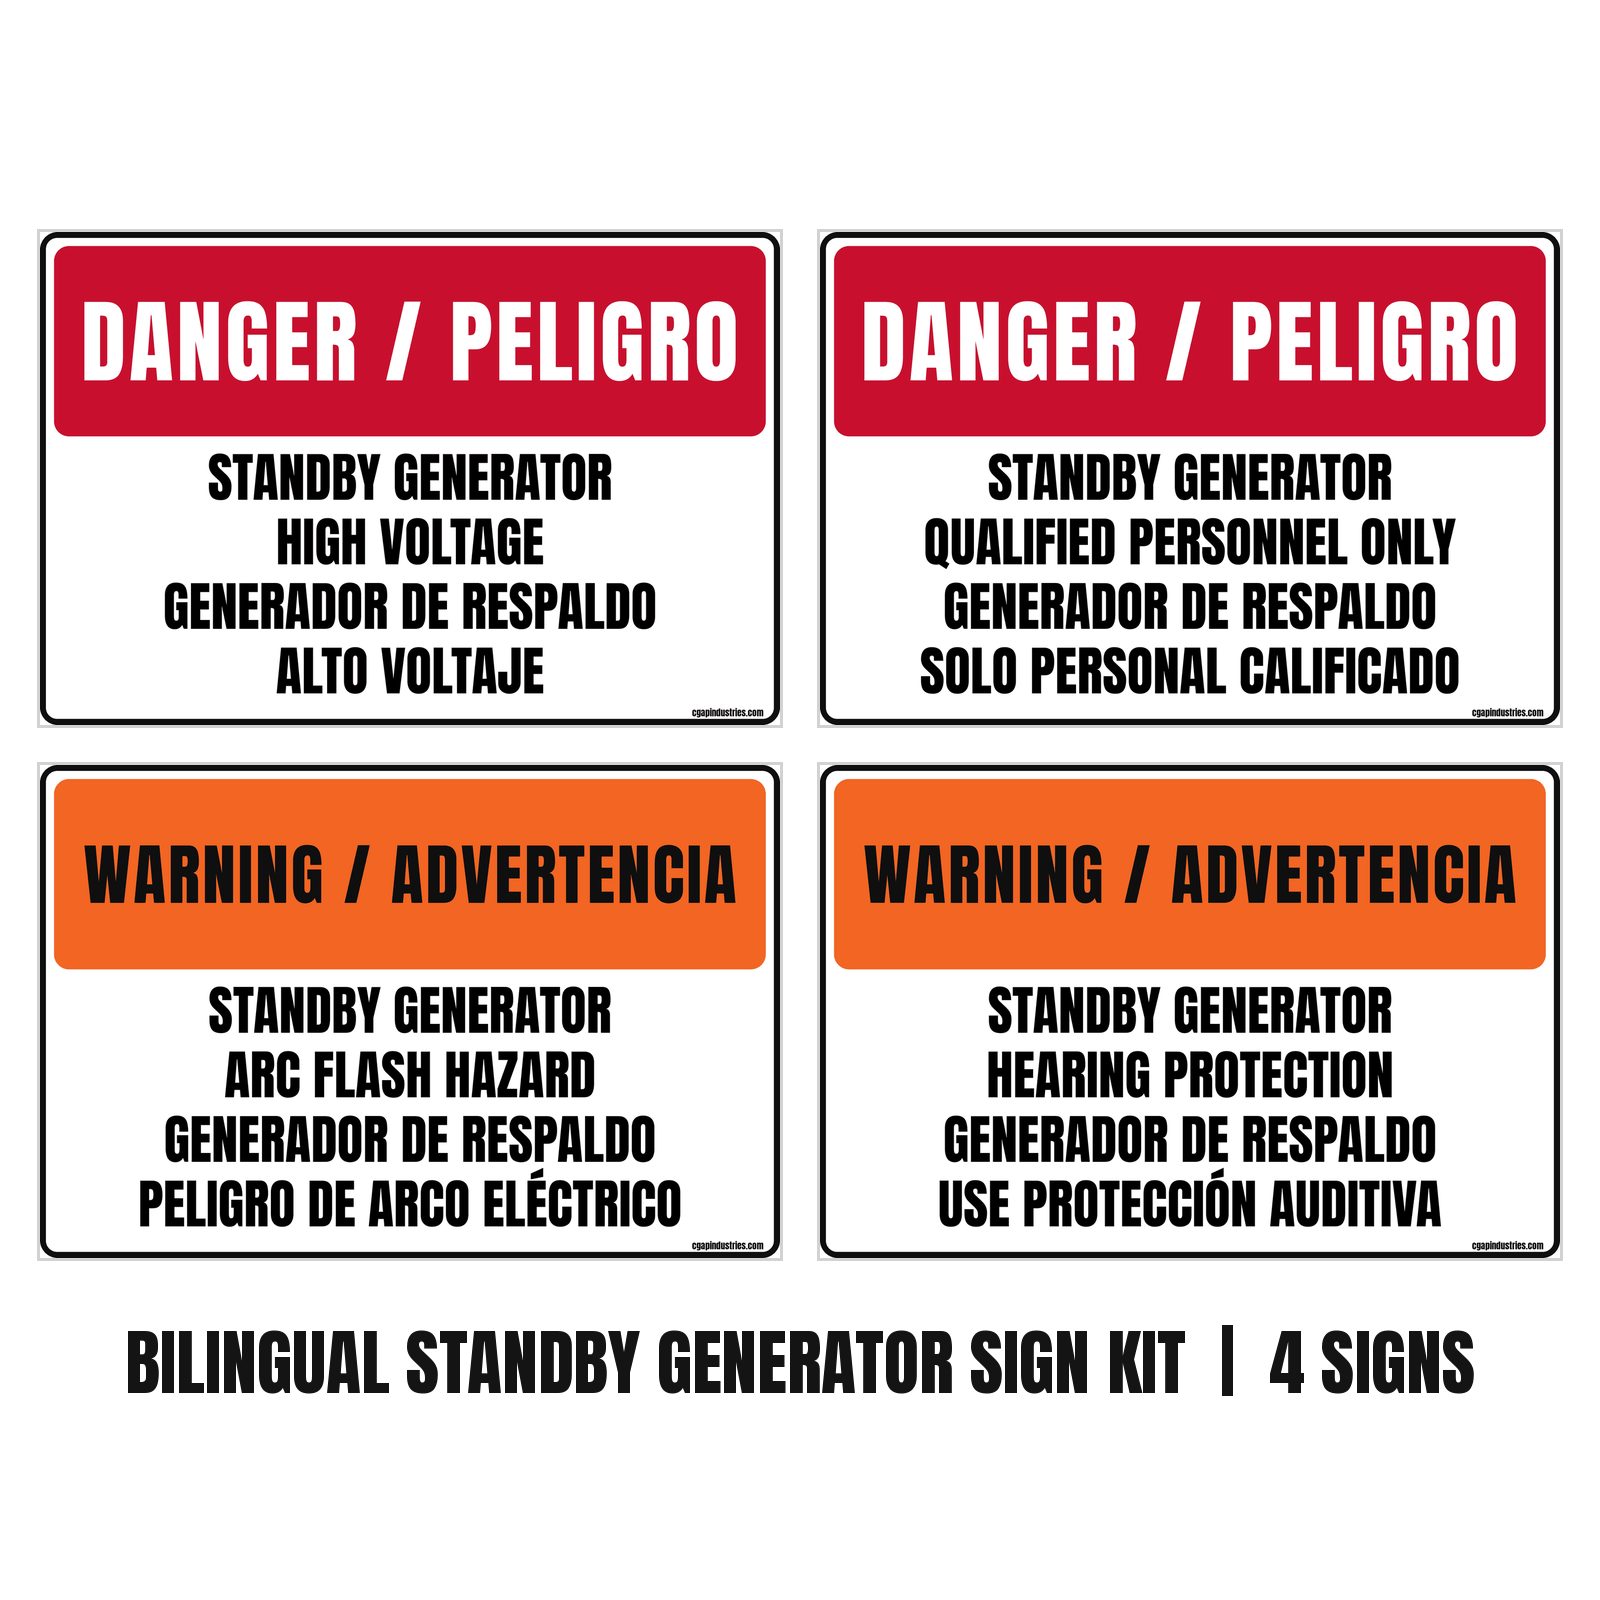 DANGER / PELIGRO
STANDBY GENERATOR
HIGH VOLTAGE
GENERADOR DE RESPALDO
ALTO VOLTAJE
cgapindustries.com
DANGER / PELIGRO
STANDBY GENERATOR
QUALIFIED PERSONNEL ONLY
GENERADOR DE RESPALDO
SOLO PERSONAL CALIFICADO
cgapindustries.com
WARNING / ADVERTENCIA
STANDBY GENERATOR
ARC FLASH HAZARD
GENERADOR DE RESPALDO
PELIGRO DE ARCO ELÉCTRICO
cgapindustries.com
WARNING / ADVERTENCIA
STANDBY GENERATOR
HEARING PROTECTION
GENERADOR DE RESPALDO
USE PROTECCIÓN AUDITIVA
cgapindustries.com
BILINGUAL STANDBY GENERATOR SIGN KIT | 4 SIGNS